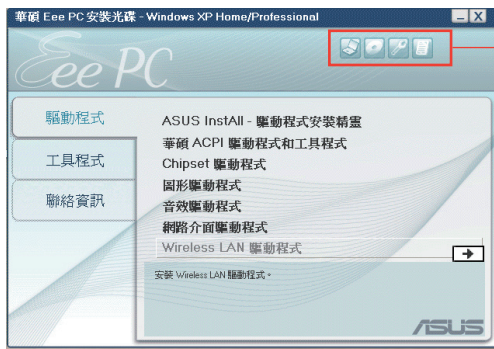 華碩 Eee PC 安裝光碟 - Windows XP Home/Professional
Eee PC
驅動程式
工具程式
聯絡資訊
ASUS InstAll - 驅動程式安裝精靈
華碩 ACPI 驅動程式和工具程式
Chipset 驅動程式
圖形驅動程式
音效驅動程式
網路介面驅動程式
Wireless LAN 驅動程式
安裝 Wireless LAN 驅動程式。
ASUS